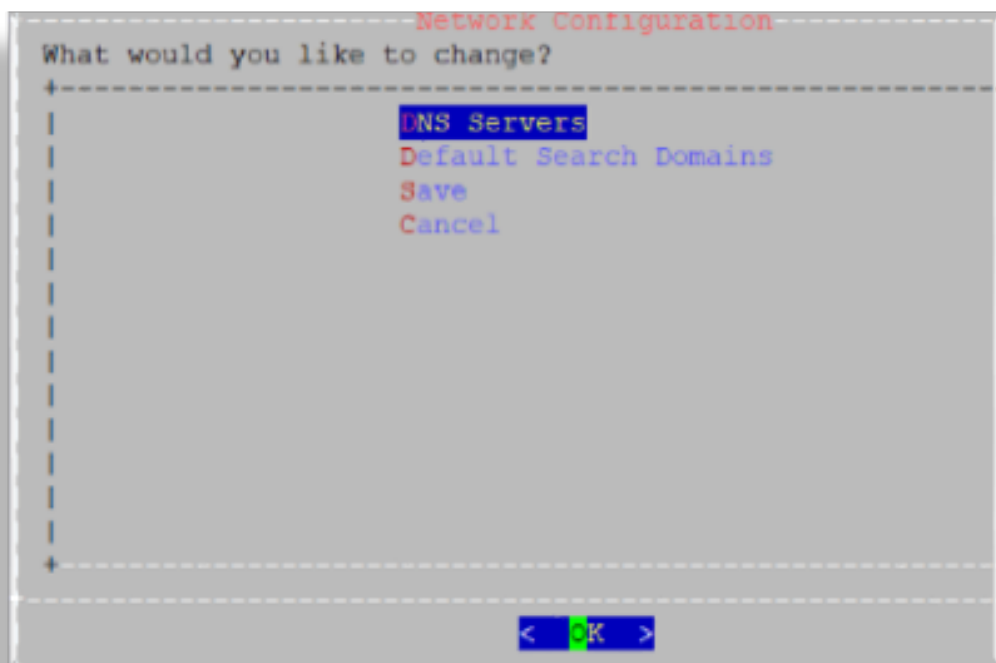 Network Configuration
What would you like to change?
DNS Servers
Default Search Domains
Save
Cancel
< OK >